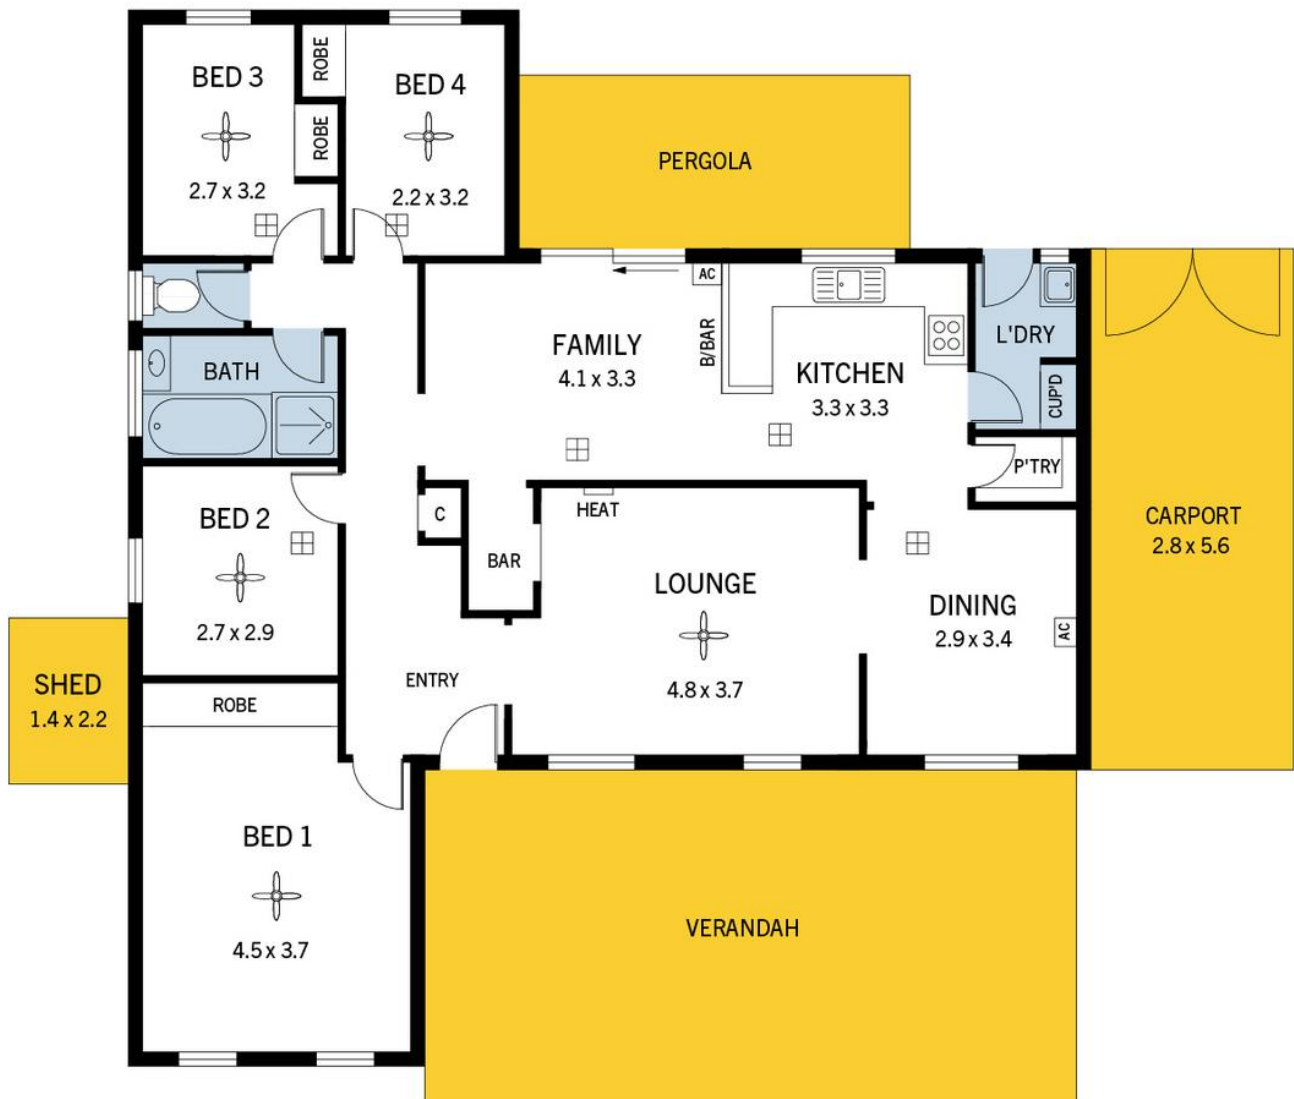 BED 3
2.7 x 3.2
ROBE
ROBE
BED 4
2.2 x 3.2
PERGOLA
AC
B/BAR
FAMILY
4.1 x 3.3
KITCHEN
3.3 x 3.3
L'DRY
CUP'D
P'TRY
BATH
BED 2
2.7 x 2.9
C
BAR
HEAT
LOUNGE
4.8 x 3.7
DINING
2.9 x 3.4
AC
CARPORT
2.8 x 5.6
SHED
1.4 x 2.2
ROBE
ENTRY
BED 1
4.5 x 3.7
VERANDAH